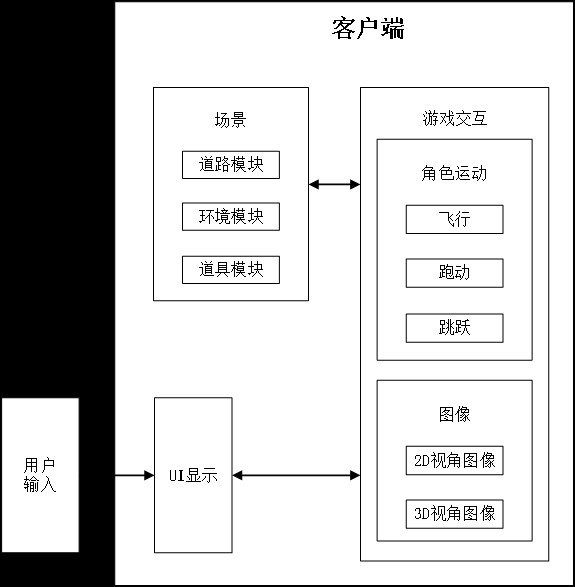 客户端
场景
道路模块
环境模块
道具模块
游戏交互
角色运动
飞行
跑动
跳跃
图像
2D视角图像
3D视角图像
用户
输入
UI显示